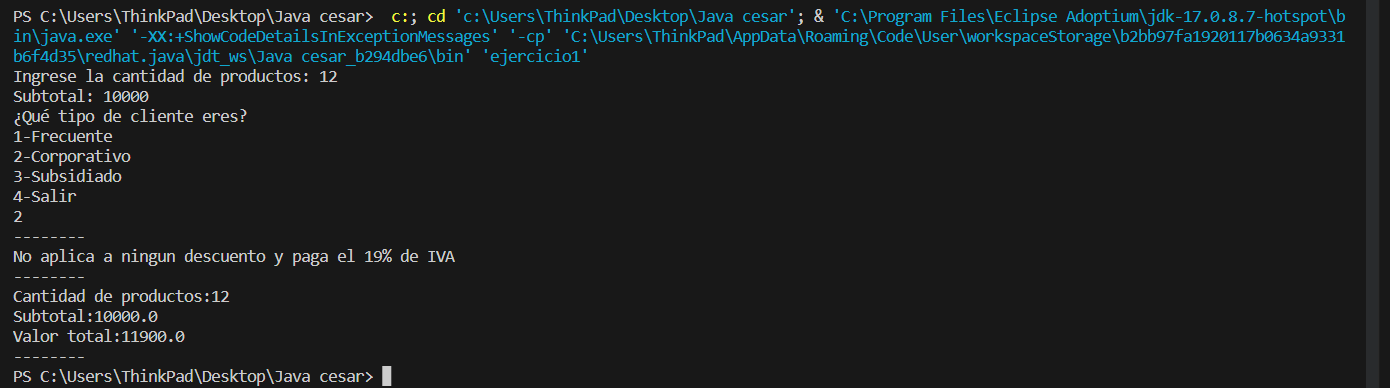 PS C:\Users\ThinkPad\Desktop\Java cesar>  c:; cd 'c:\Users\ThinkPad\Desktop\Java cesar'; & 'C:\Program Files\Eclipse Adoptium\jdk-17.0.8.7-hotspot\b
in\java.exe' '-XX:+ShowCodeDetailsInExceptionMessages' '-cp' 'C:\Users\ThinkPad\AppData\Roaming\Code\User\workspaceStorage\b2bb97fa1920117b0634a9331
b6f4d35\redhat.java\jdt_ws\Java cesar_b294dbe6\bin' 'ejercicio1'
Ingrese la cantidad de productos: 12
Subtotal: 10000
¿Qué tipo de cliente eres?
1-Frecuente
2-Corporativo
3-Subsidiado
4-Salir
2
--------
No aplica a ningun descuento y paga el 19% de IVA
--------
Cantidad de productos:12
Subtotal:10000.0
Valor total:11900.0
--------
PS C:\Users\ThinkPad\Desktop\Java cesar>